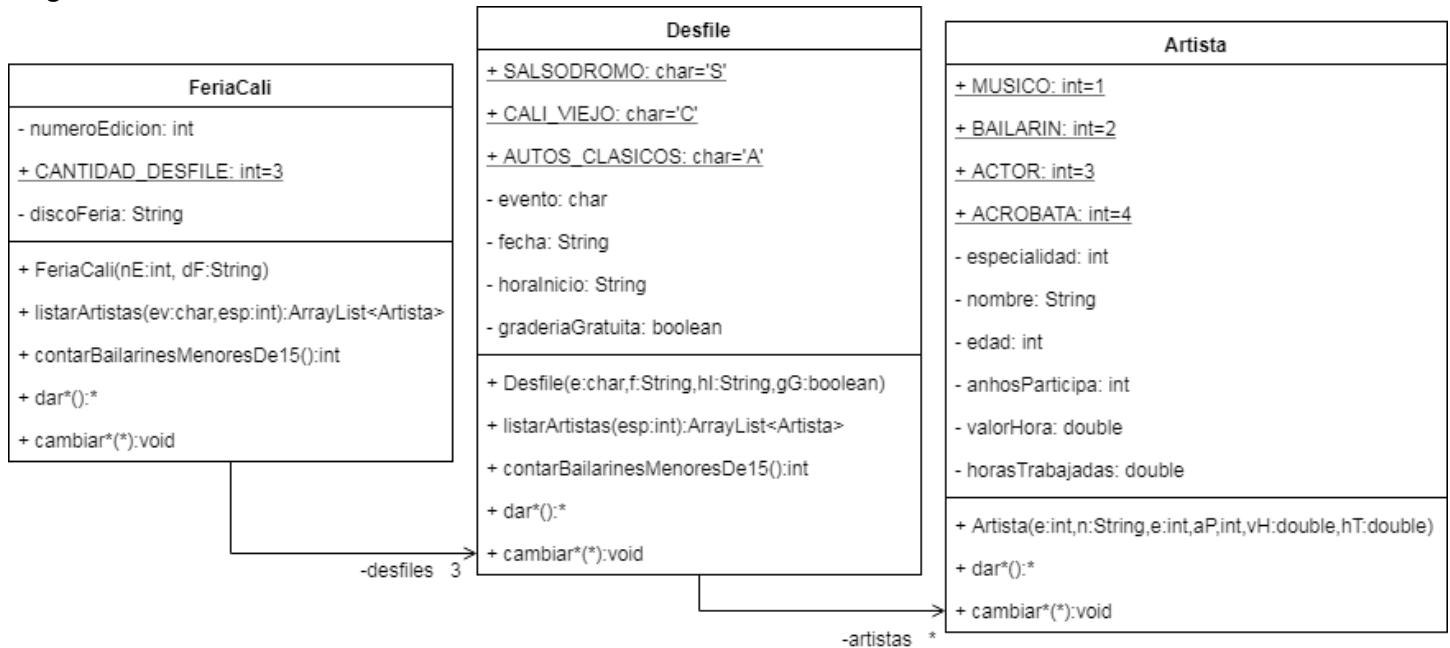 FeriaCali
- numeroEdicion: int
+ CANTIDAD_DESFILE: int=3
- discoFeria: String
+ FeriaCali(nE:int, dF:String)
+ listarArtistas(ev:char,esp:int):ArrayList<Artista>
+ contarBailarinesMenoresDe15():int
+ dar*():*
+ cambiar*(*):void
-desfiles 3
Desfile
+ SALSODROMO: char='S'
+ CALI_VIEJO: char='C'
+ AUTOS_CLASICOS: char='A'
- evento: char
- fecha: String
- horaInicio: String
- graderiaGratuita: boolean
+ Desfile(e:char,f:String,hI:String,gG:boolean)
+ listarArtistas(esp:int):ArrayList<Artista>
+ contarBailarinesMenoresDe15():int
+ dar*():*
+ cambiar*(*):void
-artistas *
Artista
+ MUSICO: int=1
+ BAILARIN: int=2
+ ACTOR: int=3
+ ACROBATA: int=4
- especialidad: int
- nombre: String
- edad: int
- anhosParticipa: int
- valorHora: double
- horasTrabajadas: double
+ Artista(e:int,n:String,e:int,aP,int,vH:double,hT:double)
+ dar*():*
+ cambiar*(*):void